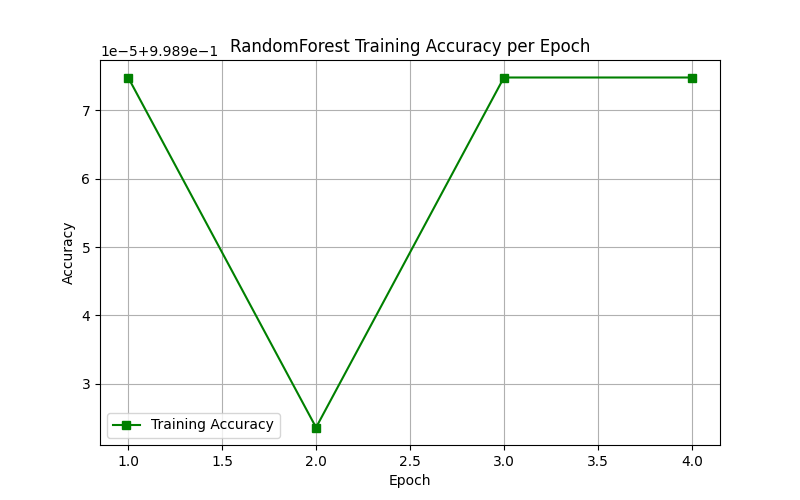 RandomForest Training Accuracy per Epoch
1e−5+9.989e−1
7
6
5
4
3
Accuracy
Training Accuracy
1.0 1.5 2.0 2.5 3.0 3.5 4.0
Epoch